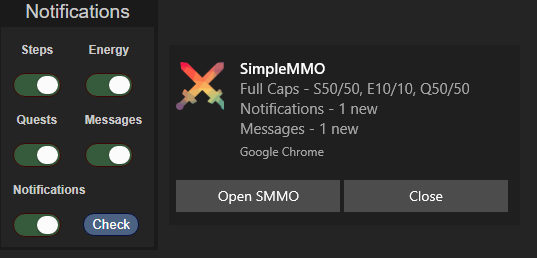 Notifications
Steps Energy
Quests Messages
Notifications
Check
SimpleMMO
Full Caps - S50/50, E10/10, Q50/50
Notifications - 1 new
Messages - 1 new
Google Chrome
Open SMMO Close